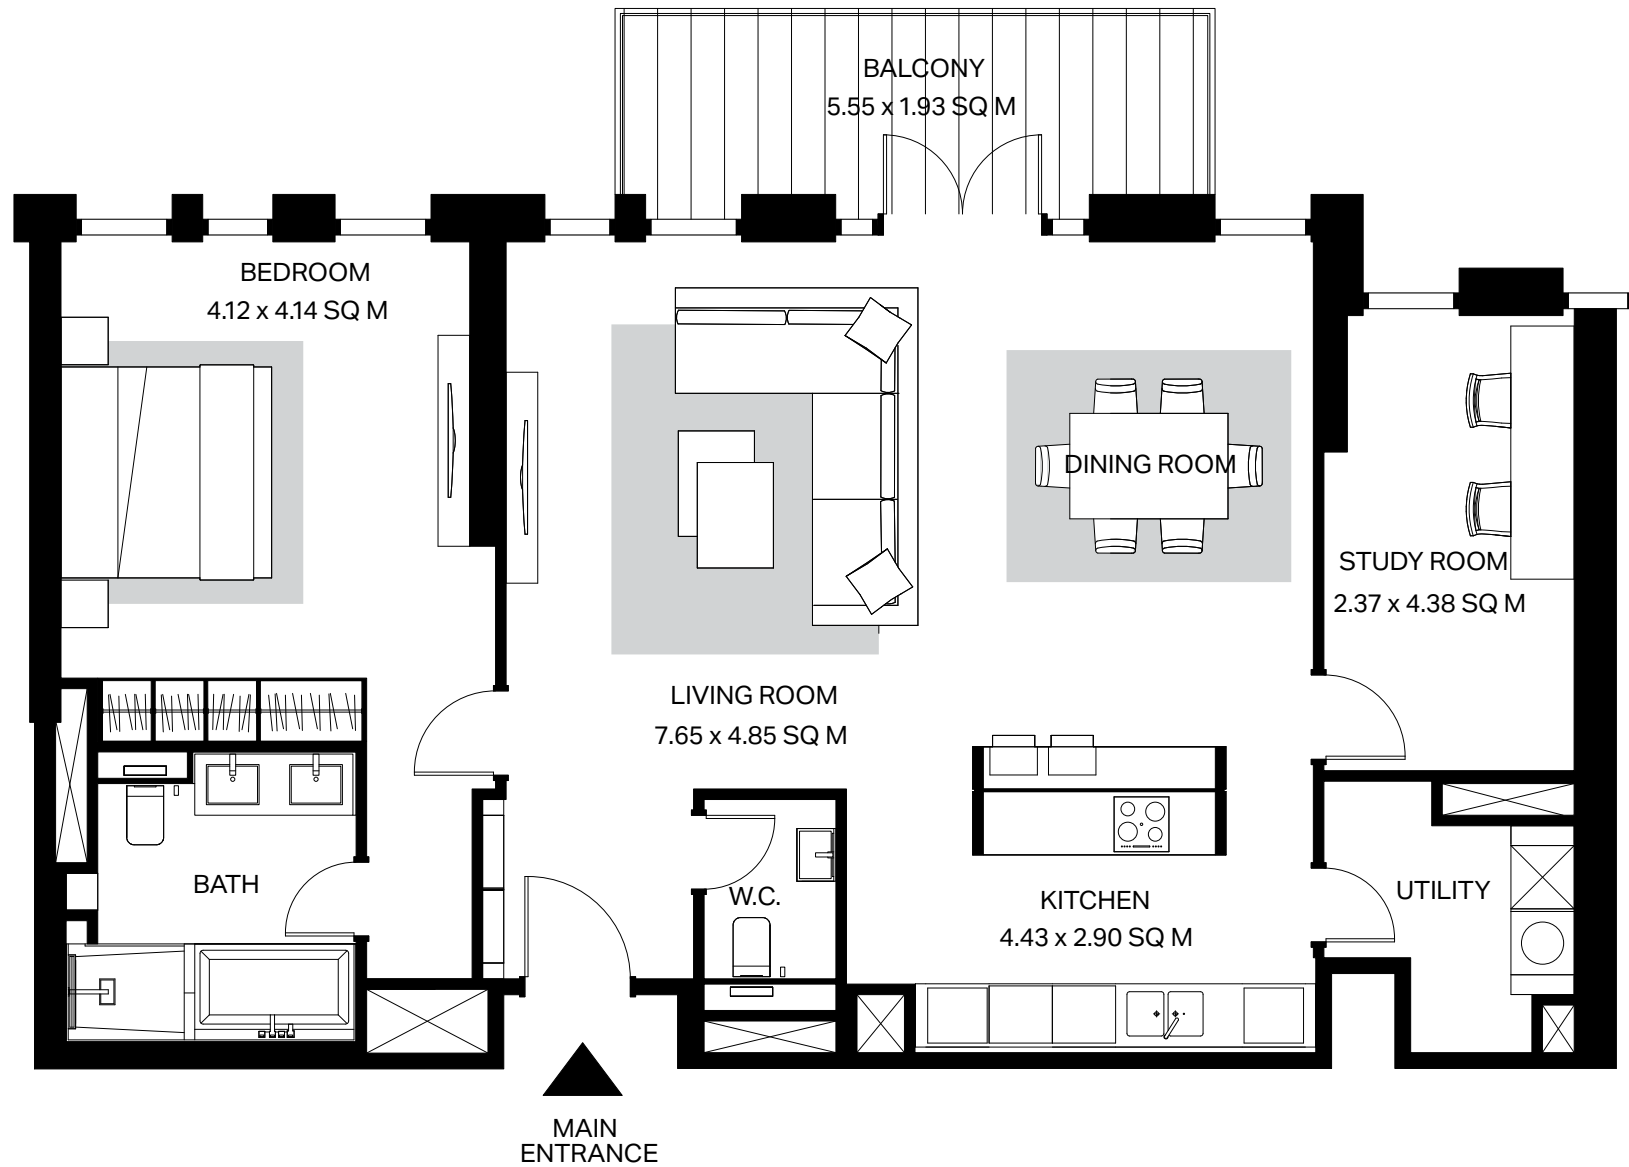 BALCONY
5.55 x 1.93 SQ M
BEDROOM
4.12 x 4.14 SQ M
DINING ROOM
STUDY ROOM
2.37 x 4.38 SQ M
LIVING ROOM
7.65 x 4.85 SQ M
BATH
W.C.
KITCHEN
4.43 x 2.90 SQ M
UTILITY
MAIN
ENTRANCE